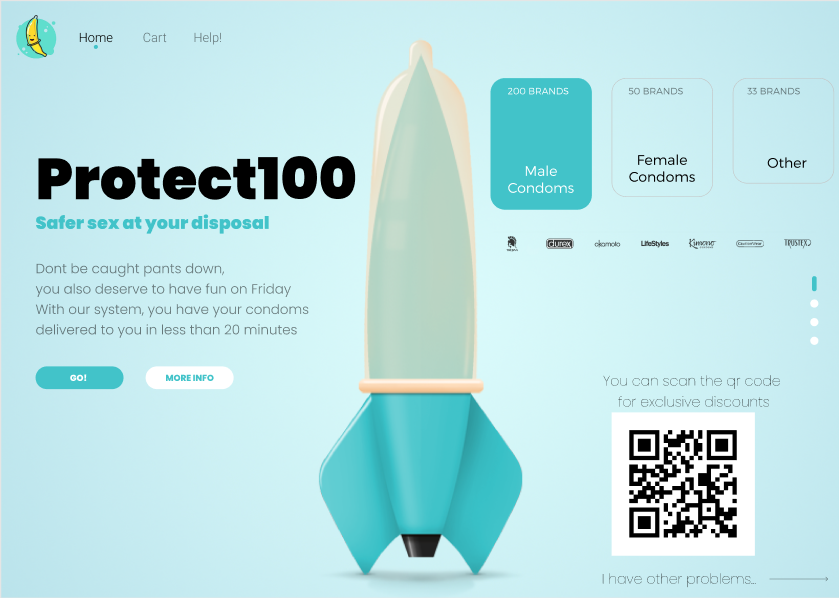 Home
Cart
Help!
Protect100
Safer sex at your disposal
Dont be caught pants down,
you also deserve to have fun on Friday
With our system, you have your condoms
delivered to you in less than 20 minutes
GO!
MORE INFO
200 BRANDS
Male
Condoms
50 BRANDS
Female
Condoms
33 BRANDS
Other
durex
okamoto
LifeStyles
Kimono
TRUSTEX
You can scan the qr code
for exclusive discounts
I have other problems...